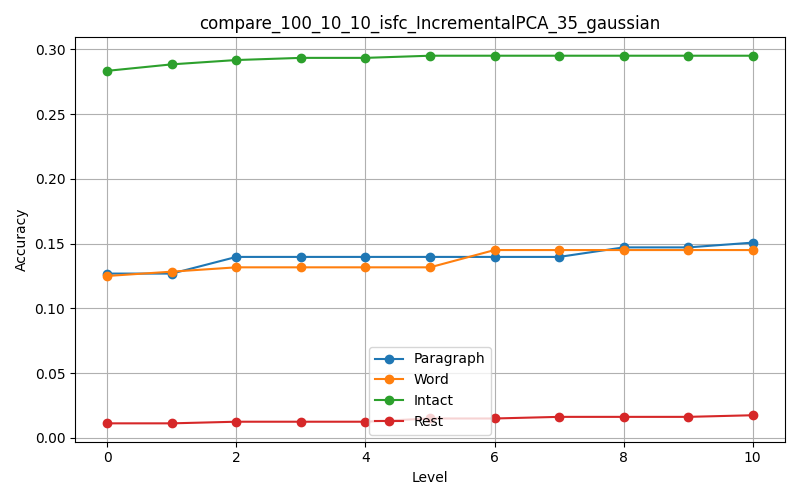 compare_100_10_10_isfc_IncrementalPCA_35_gaussian
0.30
0.25
0.20
0.15
0.10
0.05
0.00
Accuracy
Paragraph
Word
Intact
Rest
0 2 4 6 8 10
Level